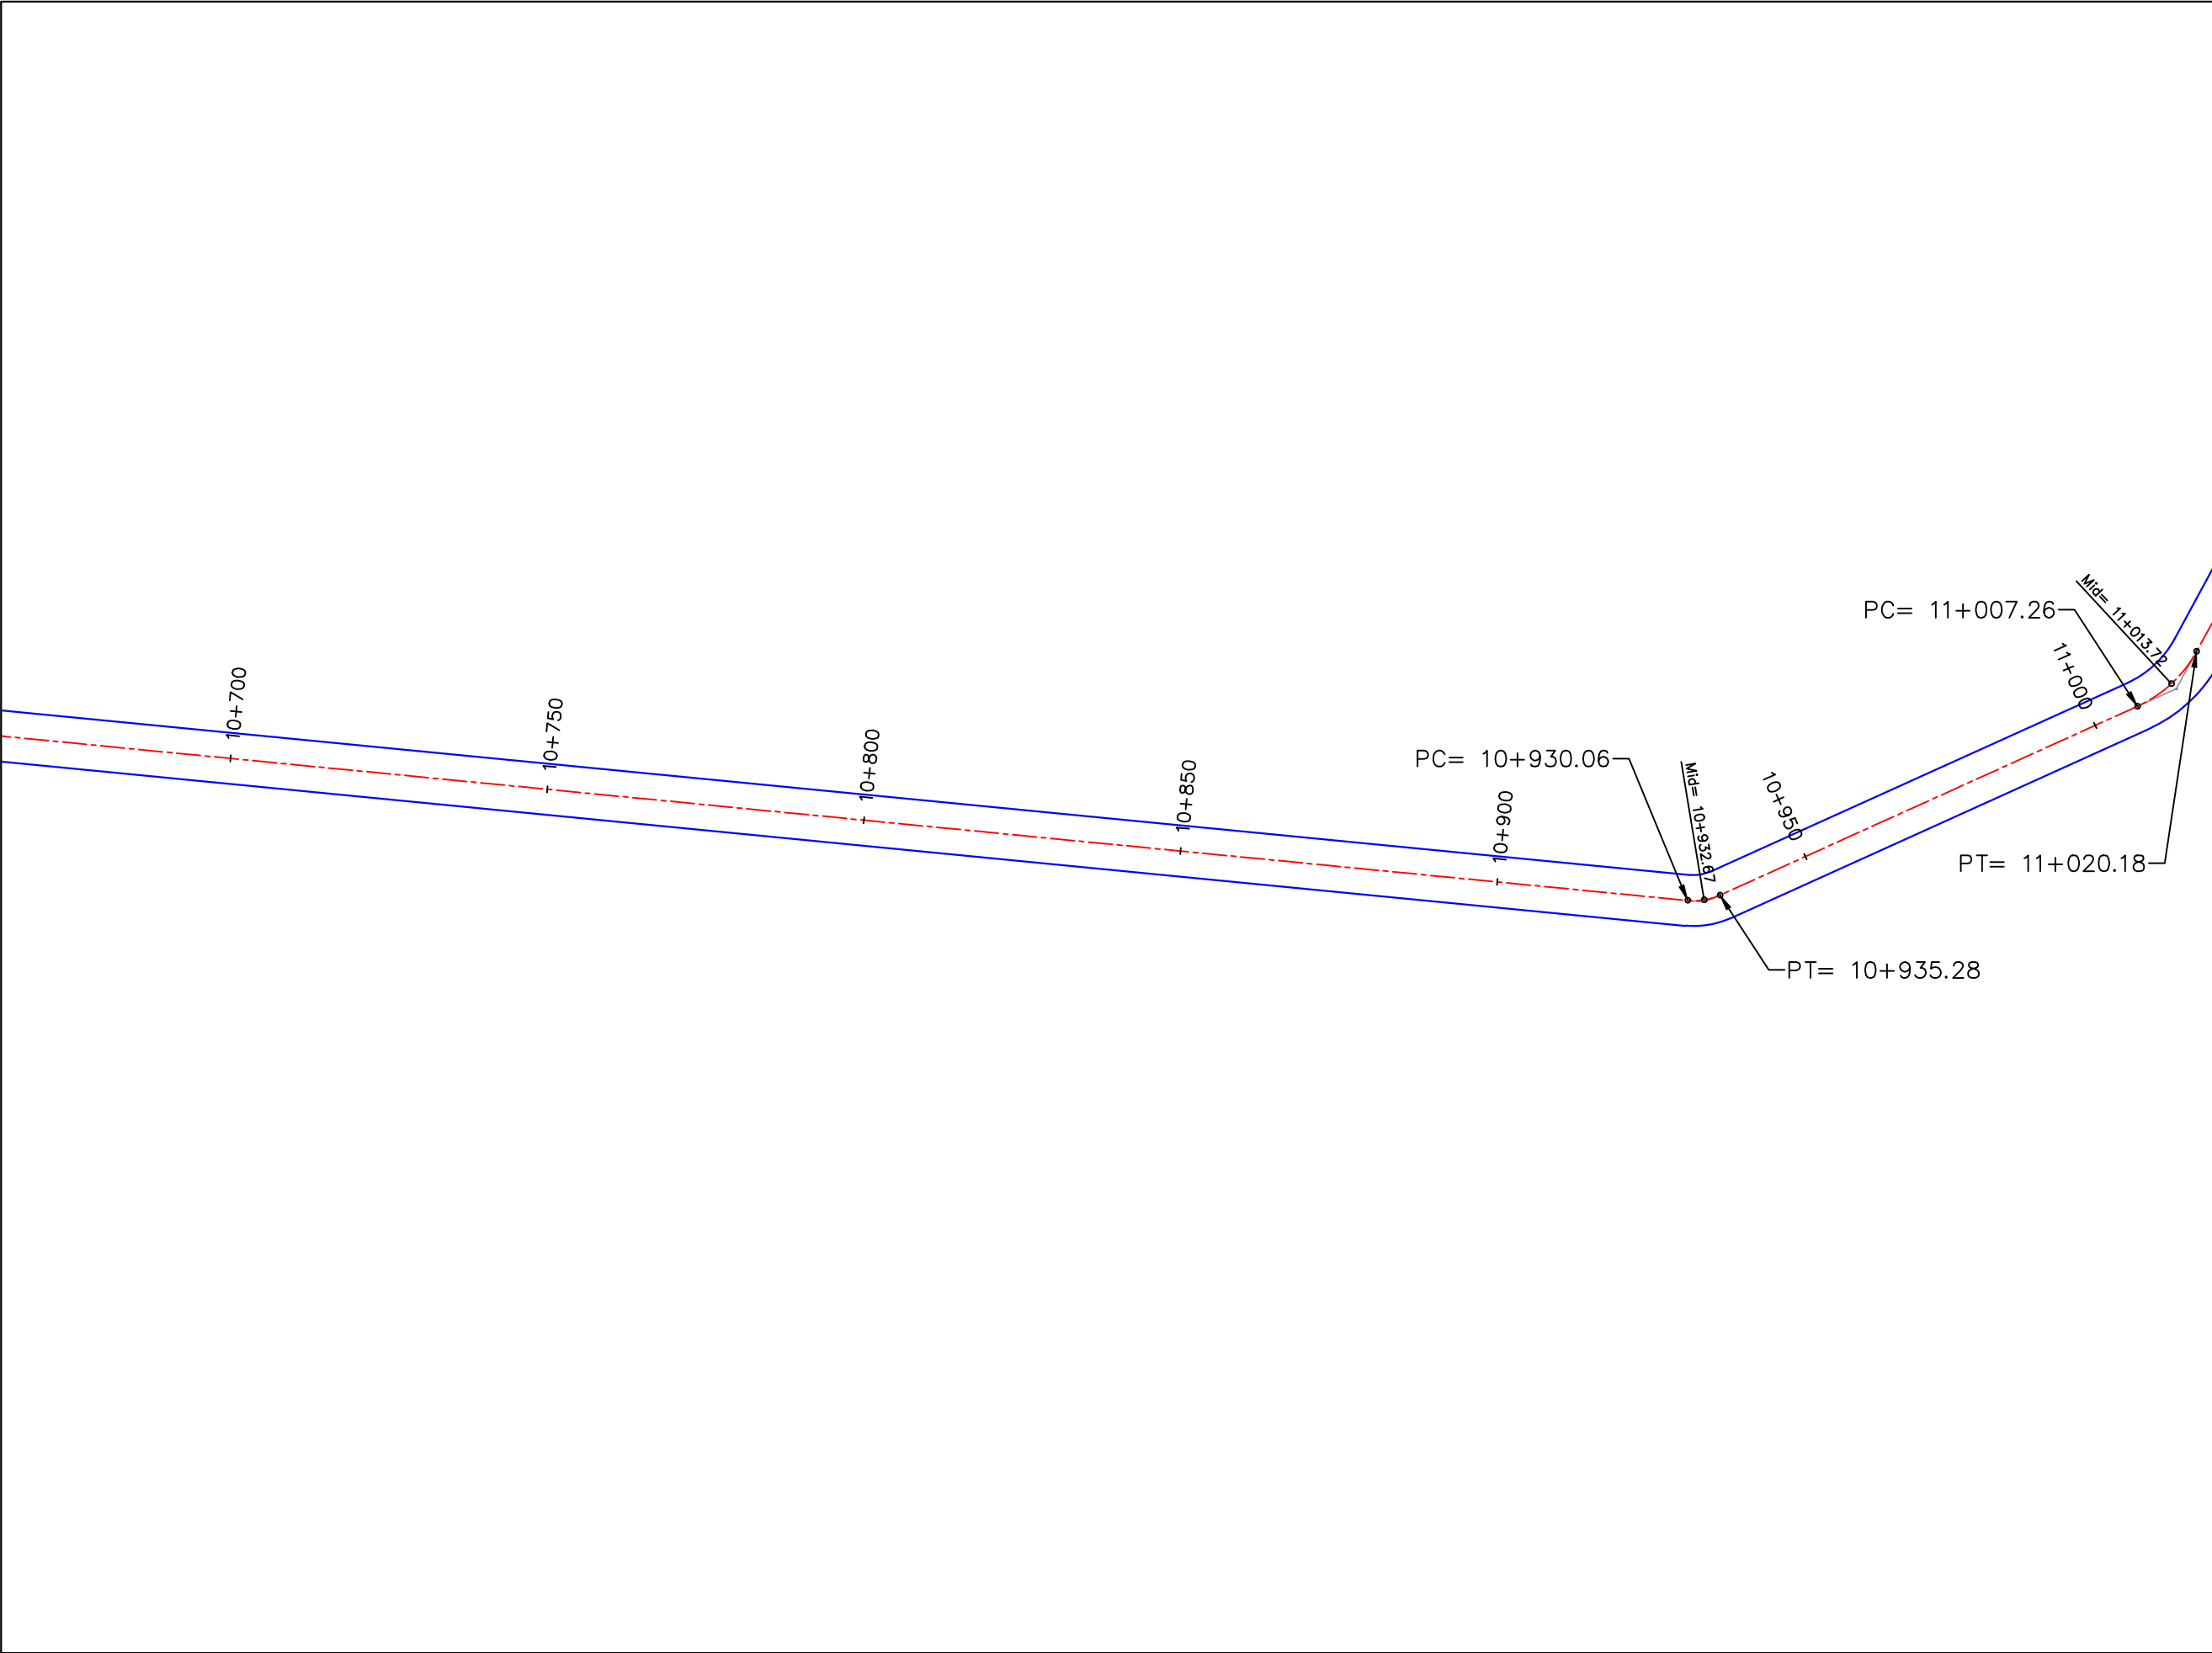 Mid= 11+013.72
PC= 11+007.26
11+000
10+700
10+750
10+800
10+850
10+900
PC= 10+930.06
Mid= 10+932.67
10+950
PT= 11+020.18
PT= 10+935.28